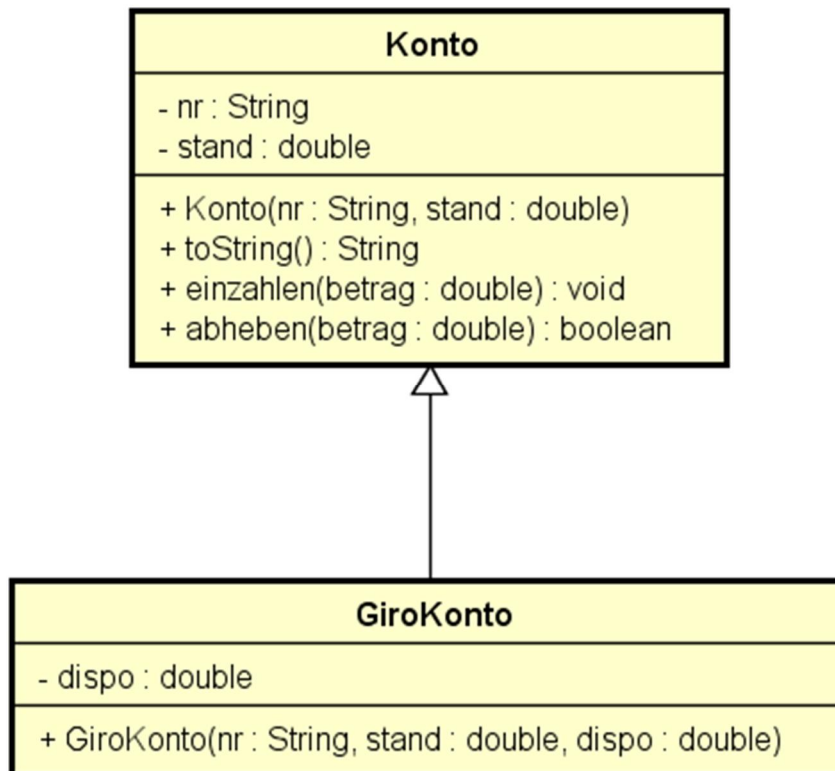 Konto
- nr : String
- stand : double
+ Konto(nr : String, stand : double)
+ toString() : String
+ einzahlen(betrag : double) : void
+ abheben(betrag : double) : boolean
GiroKonto
- dispo : double
+ GiroKonto(nr : String, stand : double, dispo : double)